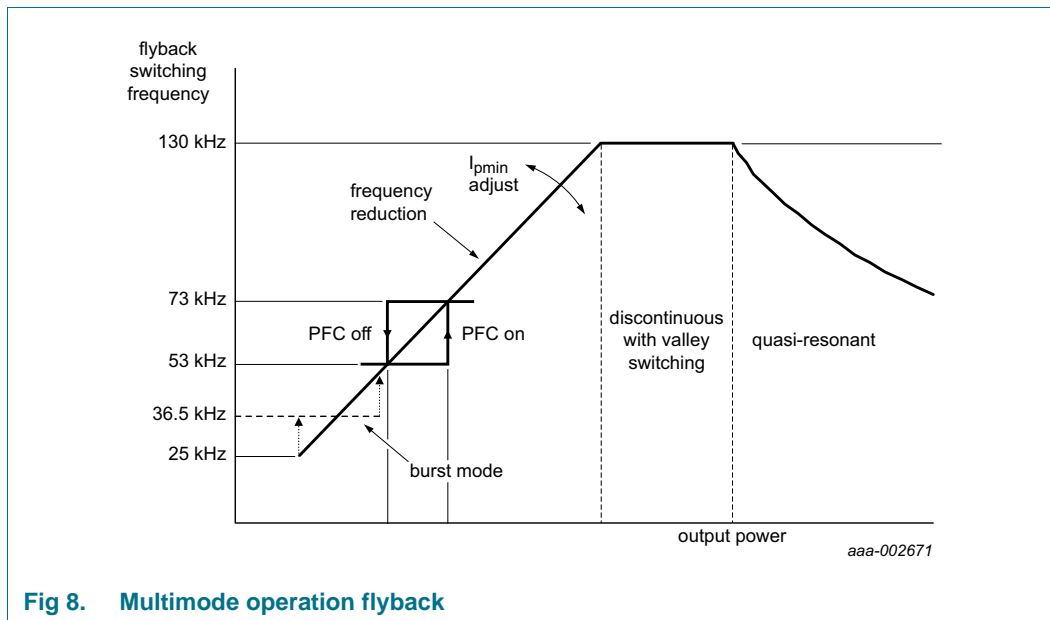 flyback
switching
frequency
130 kHz
I_pmin
adjust
frequency
reduction
73 kHz
PFC off
PFC on
discontinuous
with valley
switching
quasi-resonant
53 kHz
36.5 kHz
25 kHz
burst mode
output power
aaa-002671
Fig 8. Multimode operation flyback